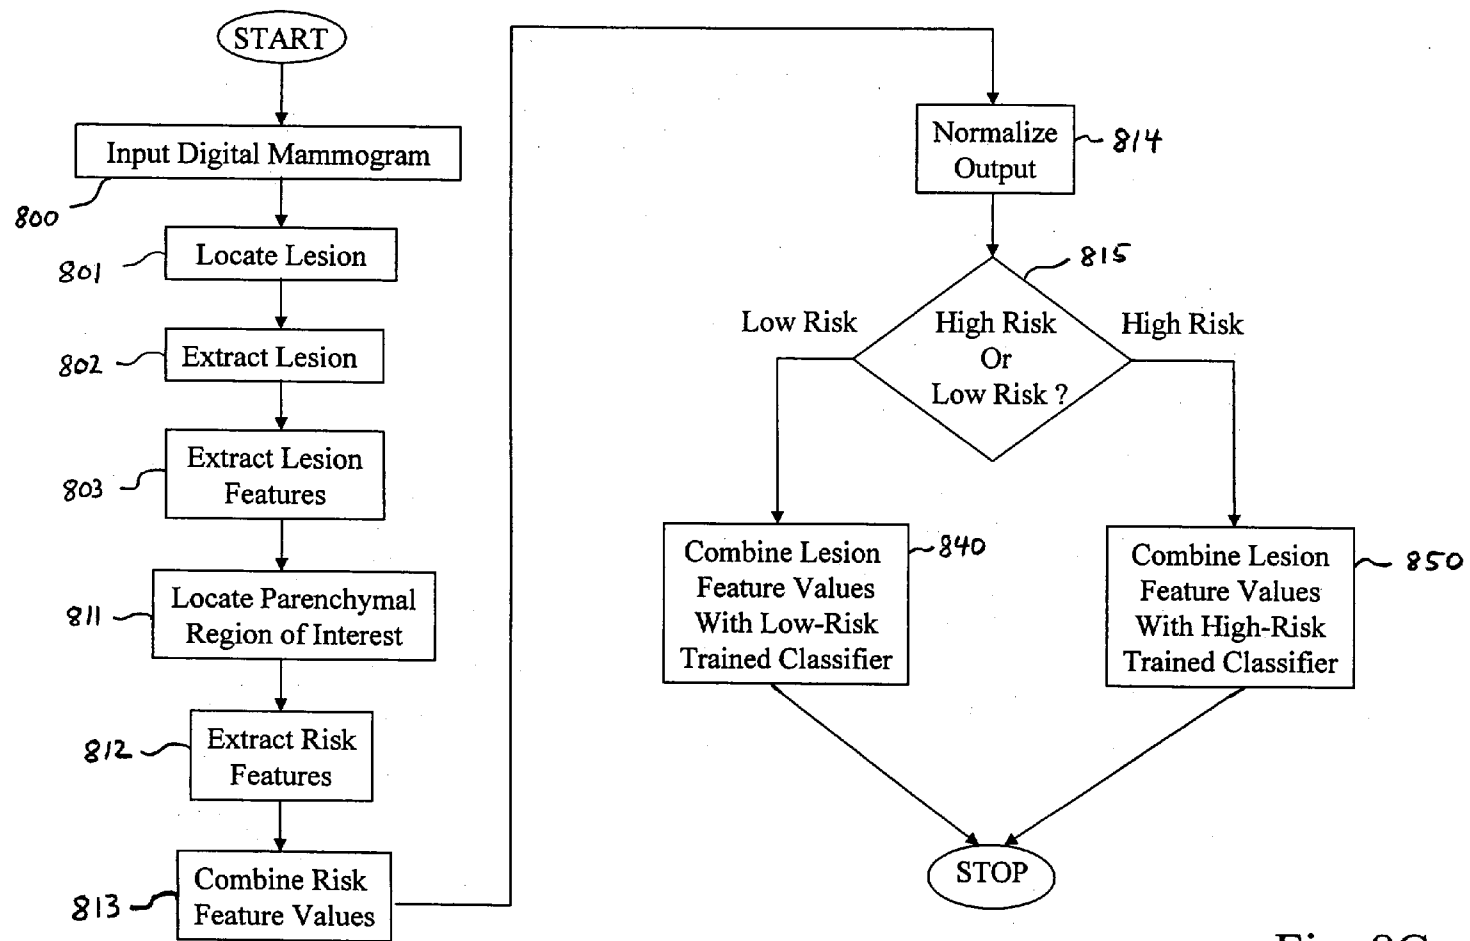 START
Input Digital Mammogram
800
Locate Lesion
801
Extract Lesion
802
Extract Lesion
Features
803
Locate Parenchymal
Region of Interest
811
Extract Risk
Features
812
Combine Risk
Feature Values
813
Normalize
Output
814
815
Low Risk
High Risk
Or
Low Risk ?
High Risk
Combine Lesion
Feature Values
With Low-Risk
Trained Classifier
840
Combine Lesion
Feature Values
With High-Risk
Trained Classifier
850
STOP